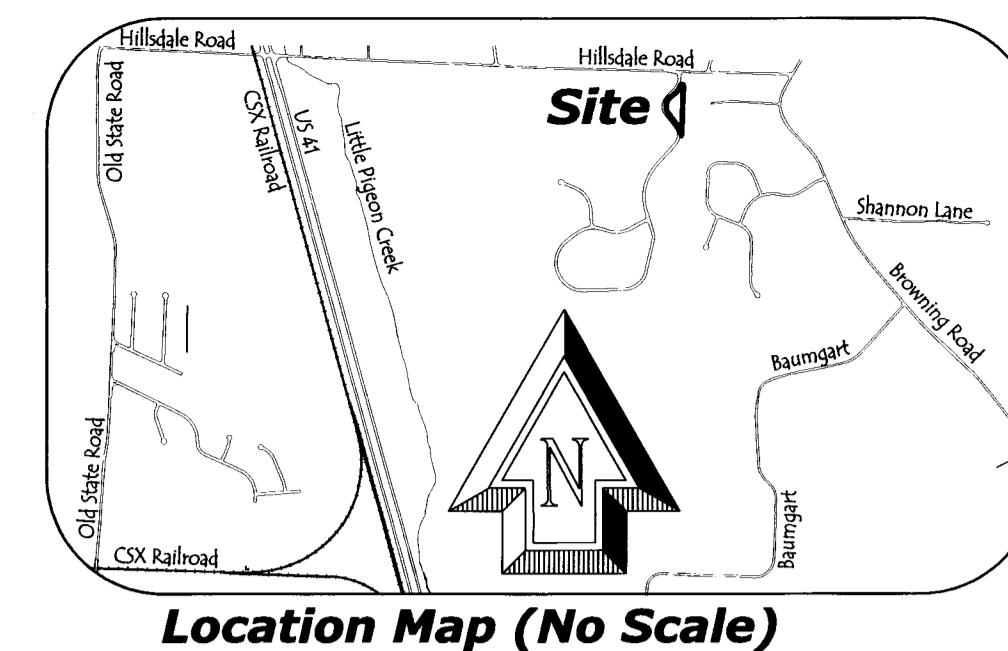 Hillsdale Road
Hillsdale Road
Site
Old State Road
CSX Railroad
US 41
Little Pigeon Creek
Shannon Lane
Browning Road
Baumgart
N
Old State Road
Baumgart
CSX Railroad
Location Map (No Scale)